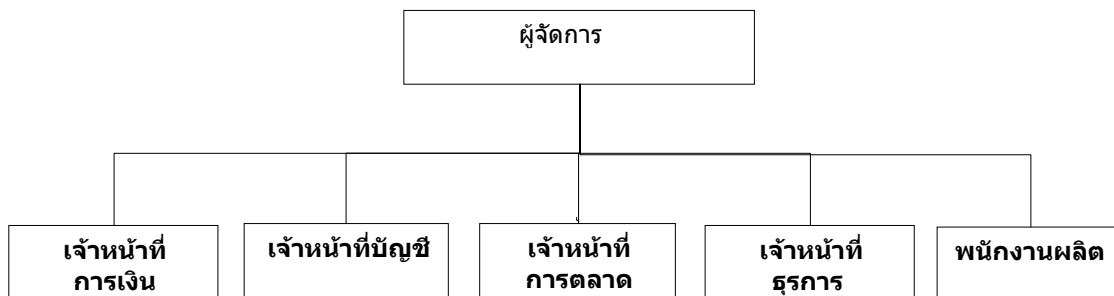 ผู้จัดการ
เจ้าหน้าที่
การเงิน
เจ้าหน้าที่บัญชี
เจ้าหน้าที่
การตลาด
เจ้าหน้าที่
ธุรการ
พนักงานผลิต